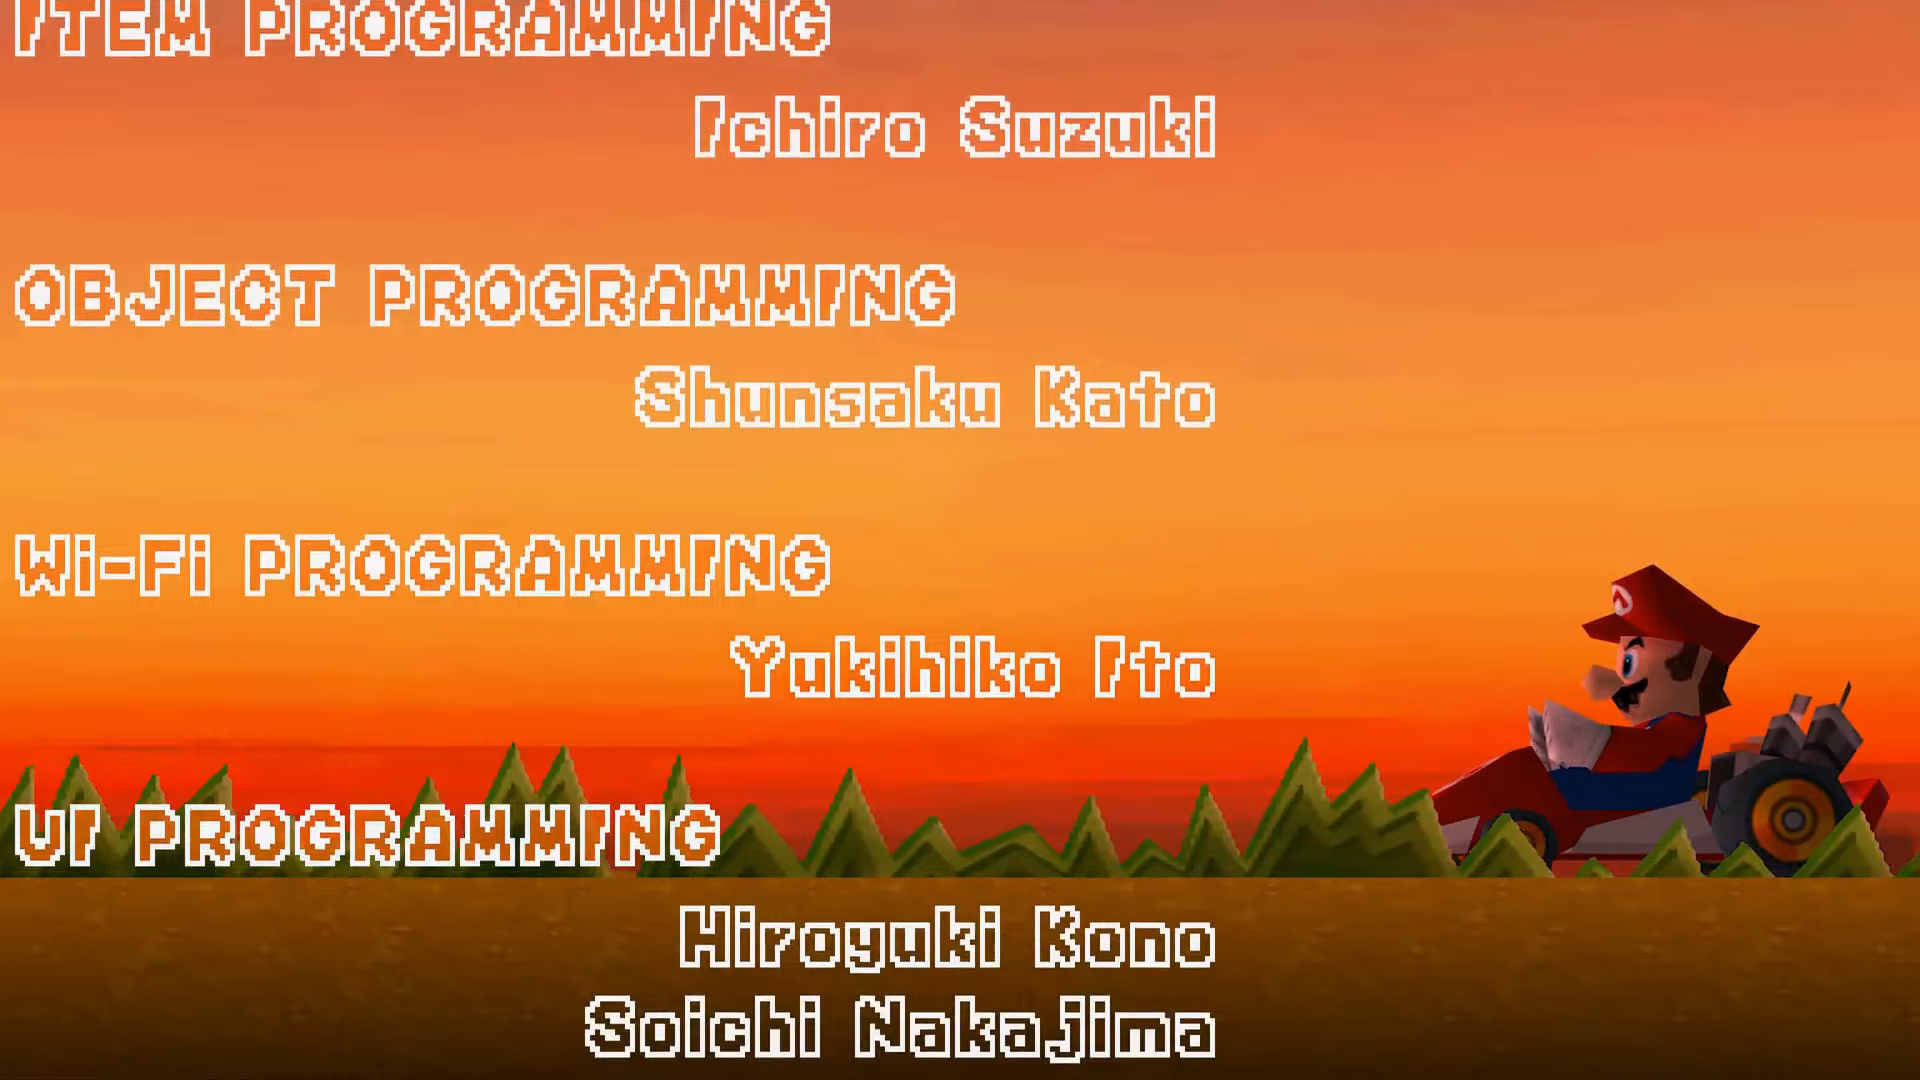 ITEM PROGRAMMING
Ichiro Suzuki
OBJECT PROGRAMMING
Shunsaku Kato
Wi-Fi PROGRAMMING
Yukihiko Ito
UI PROGRAMMING
Hiroyuki Kono
Soichi Nakajima